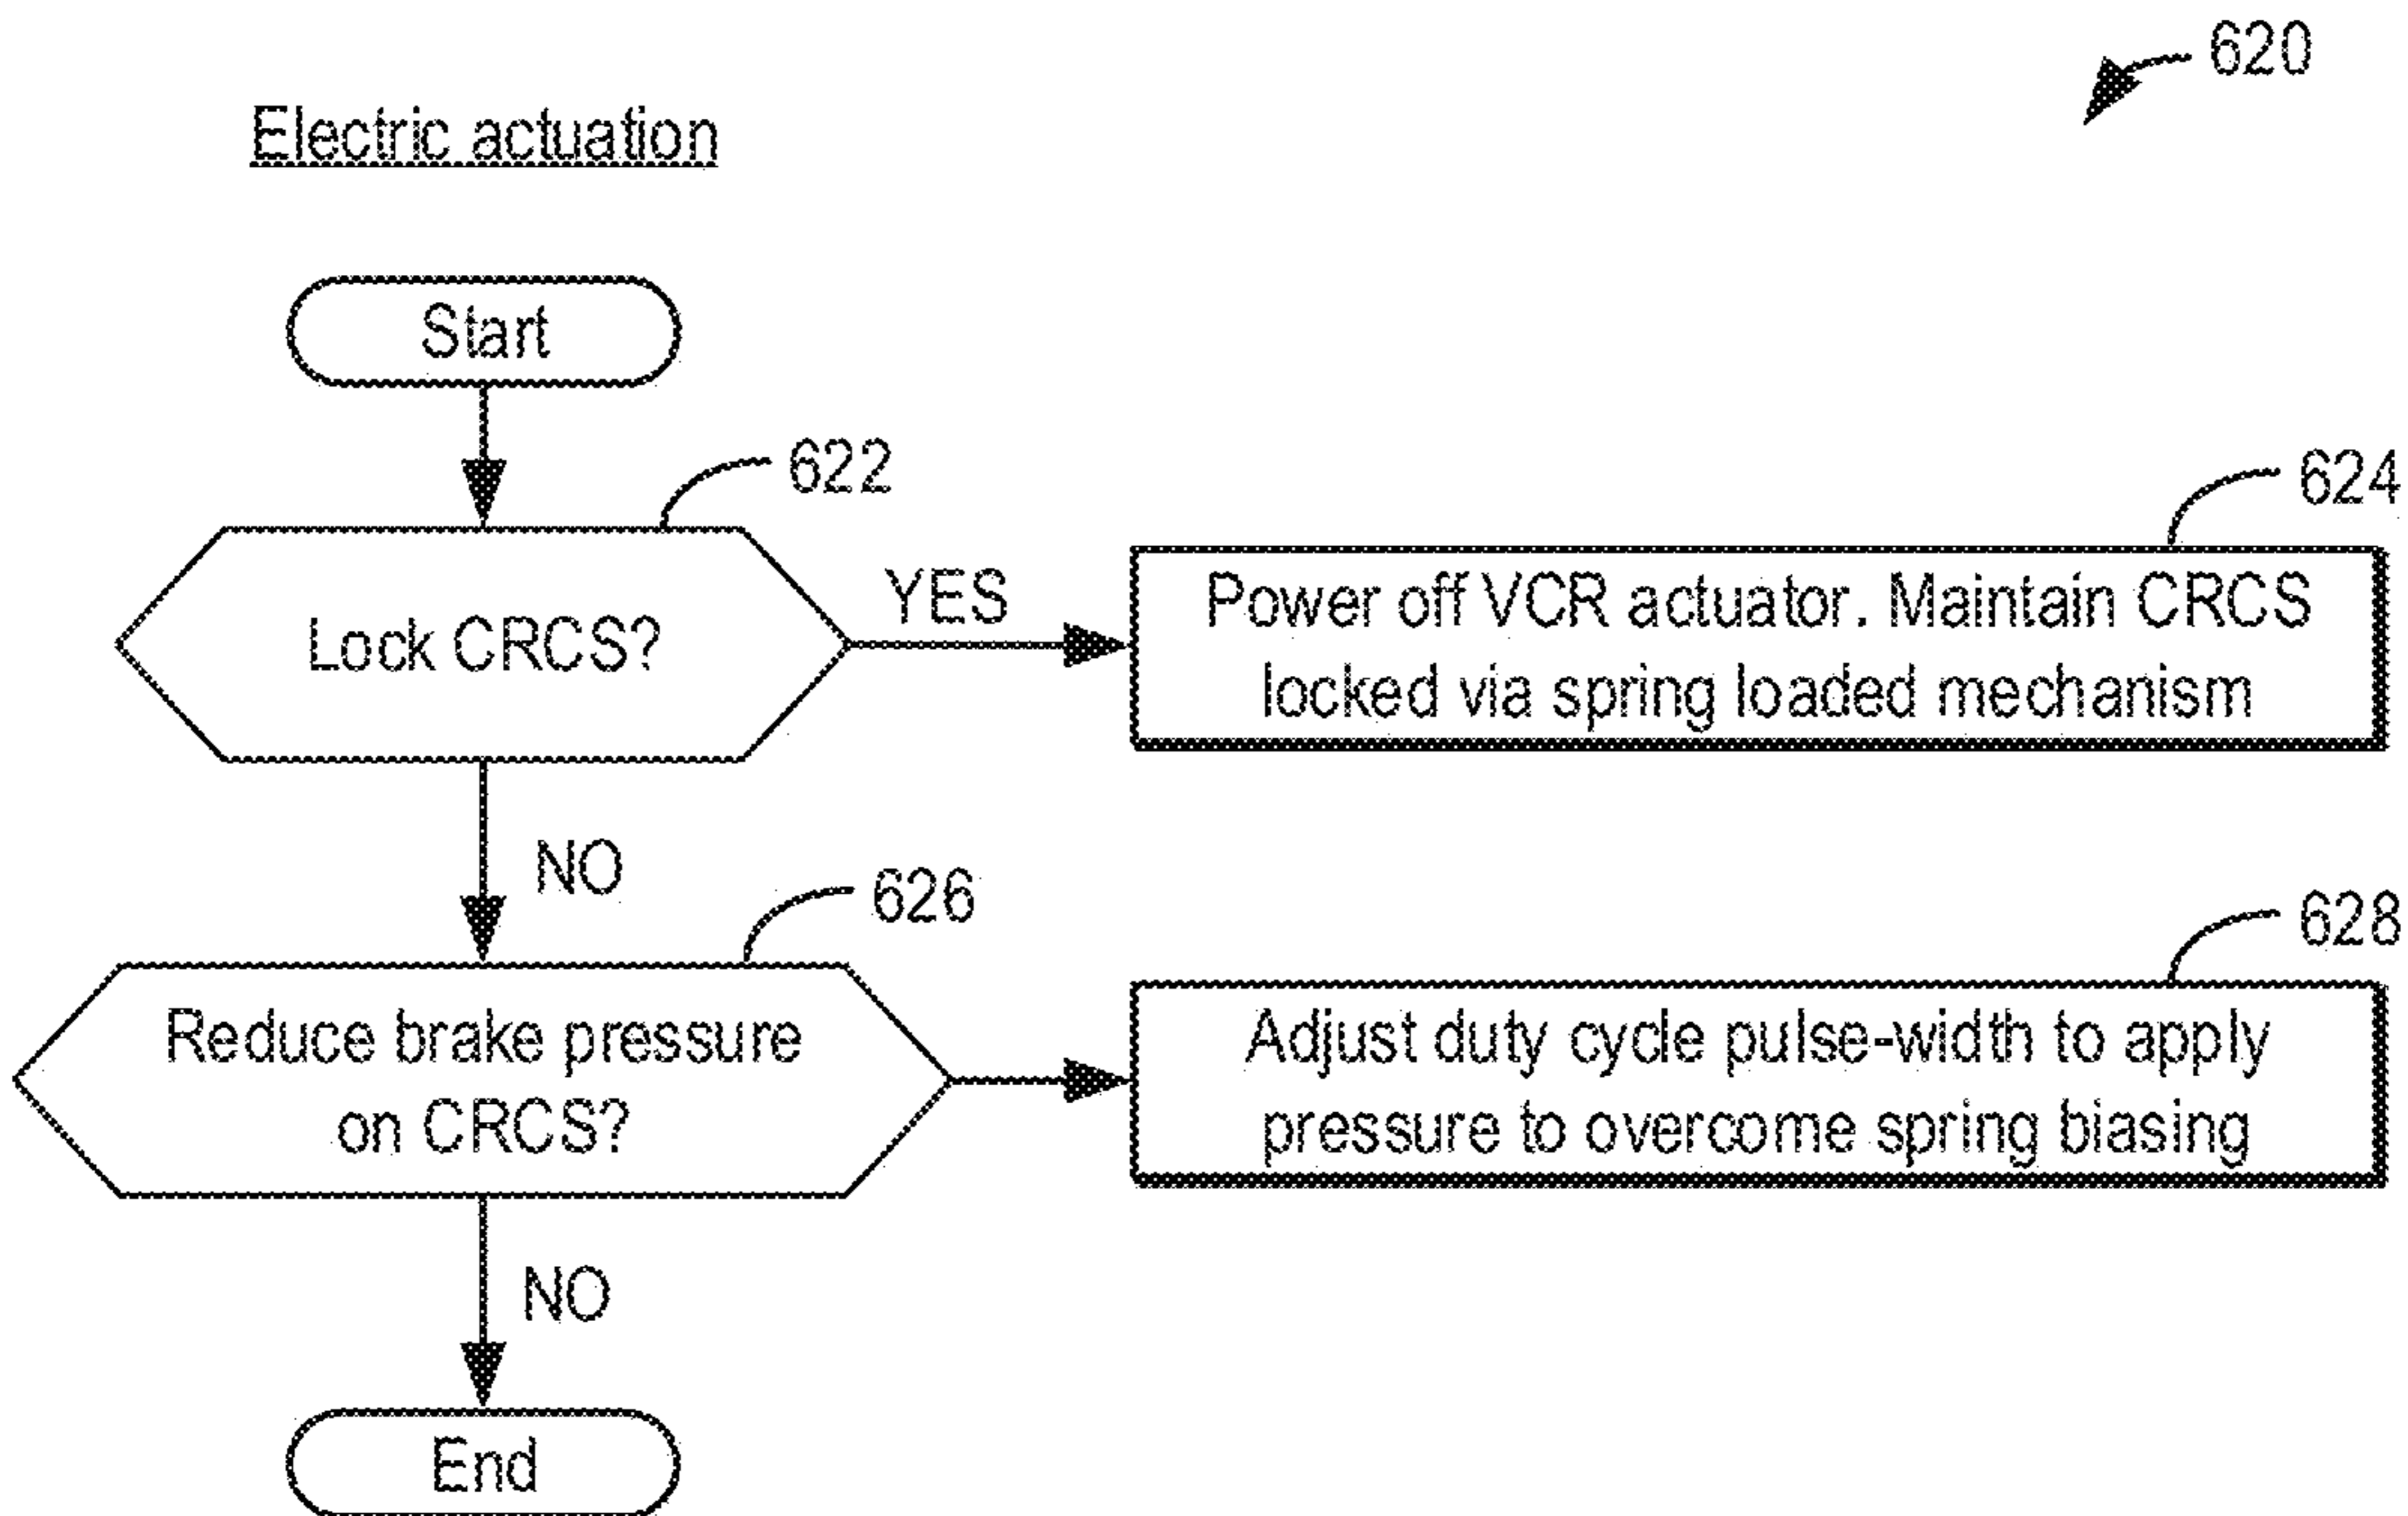 620
Electric actuation
Start
622
Lock CRCS?
YES
624
Power off VCR actuator. Maintain CRCS
locked via spring loaded mechanism
NO
626
Reduce brake pressure
on CRCS?
628
Adjust duty cycle pulse-width to apply
pressure to overcome spring biasing
NO
End